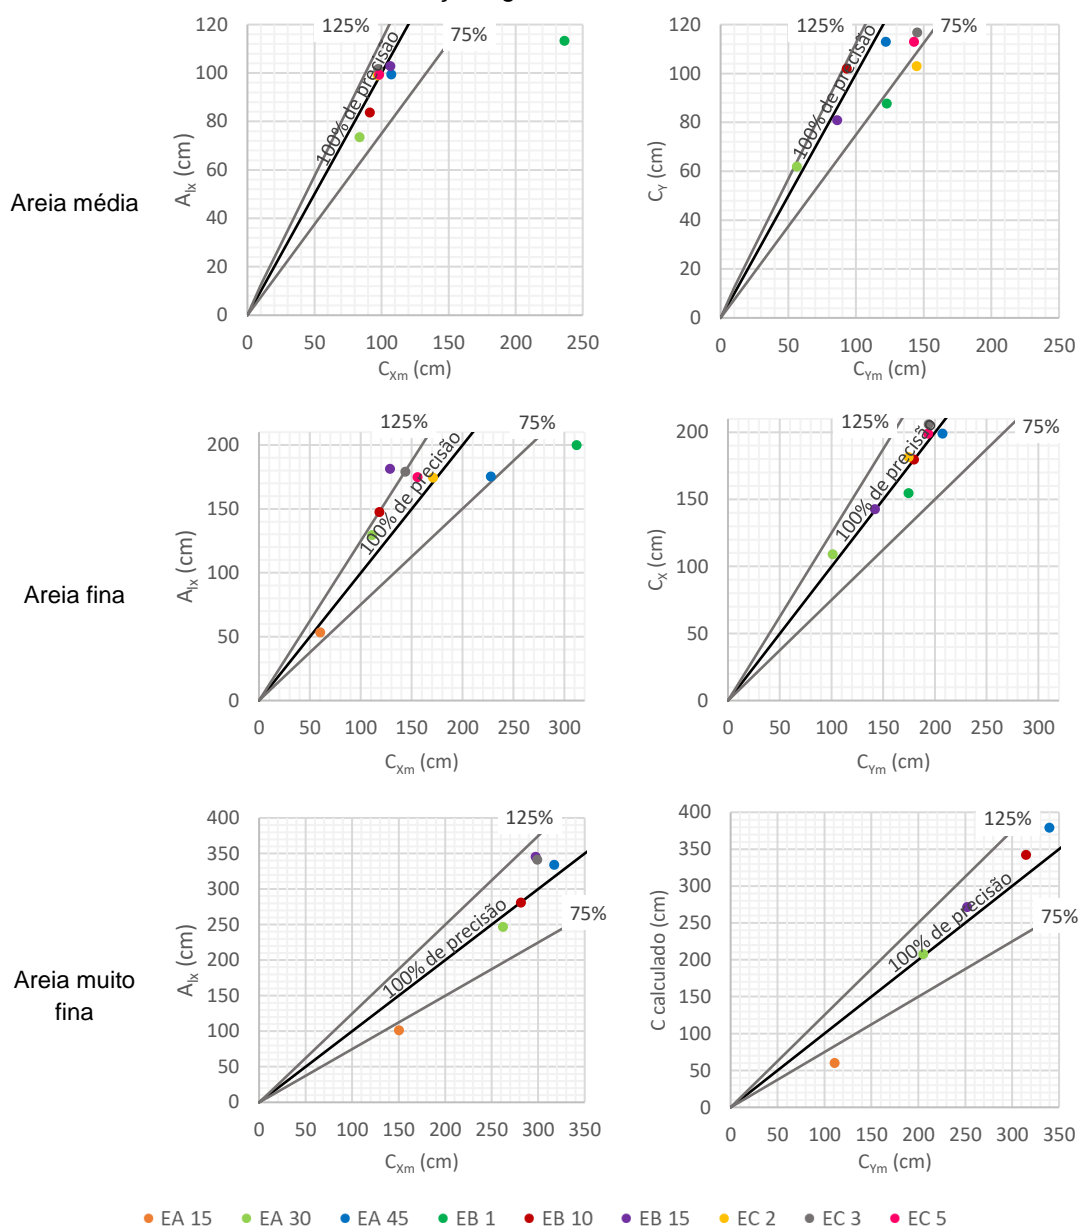 125%
75%
100% de precisão
120
100
80
60
40
20
0
A_lx (cm)
0 50 100 150 200 250
C_Xm (cm)
125%
75%
100% de precisão
120
100
80
60
40
20
0
C_Y (cm)
0 50 100 150 200 250
C_Ym (cm)
Areia média
125%
75%
100% de precisão
200
150
100
50
0
A_lx (cm)
0 50 100 150 200 250 300
C_Xm (cm)
125%
75%
100% de precisão
200
150
100
50
0
C_X (cm)
0 50 100 150 200 250 300
C_Ym (cm)
Areia fina
125%
75%
100% de precisão
400
350
300
250
200
150
100
50
0
A_lx (cm)
0 50 100 150 200 250 300 350
C_Xm (cm)
125%
75%
100% de precisão
400
350
300
250
200
150
100
50
0
C calculado (cm)
0 50 100 150 200 250 300 350
C_Ym (cm)
Areia muito
fina
EA 15 EA 30 EA 45 EB 1 EB 10 EB 15 EC 2 EC 3 EC 5